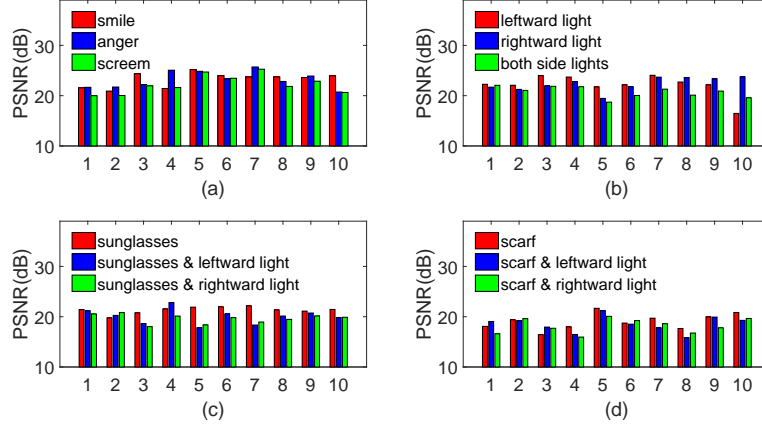 PSNR(dB)
30
20
10
smile
anger
screem
1 2 3 4 5 6 7 8 9 10
(a)
PSNR(dB)
30
20
10
leftward light
rightward light
both side lights
1 2 3 4 5 6 7 8 9 10
(b)
PSNR(dB)
30
20
10
sunglasses
sunglasses & leftward light
sunglasses & rightward light
1 2 3 4 5 6 7 8 9 10
(c)
PSNR(dB)
30
20
10
scarf
scarf & leftward light
scarf & rightward light
1 2 3 4 5 6 7 8 9 10
(d)